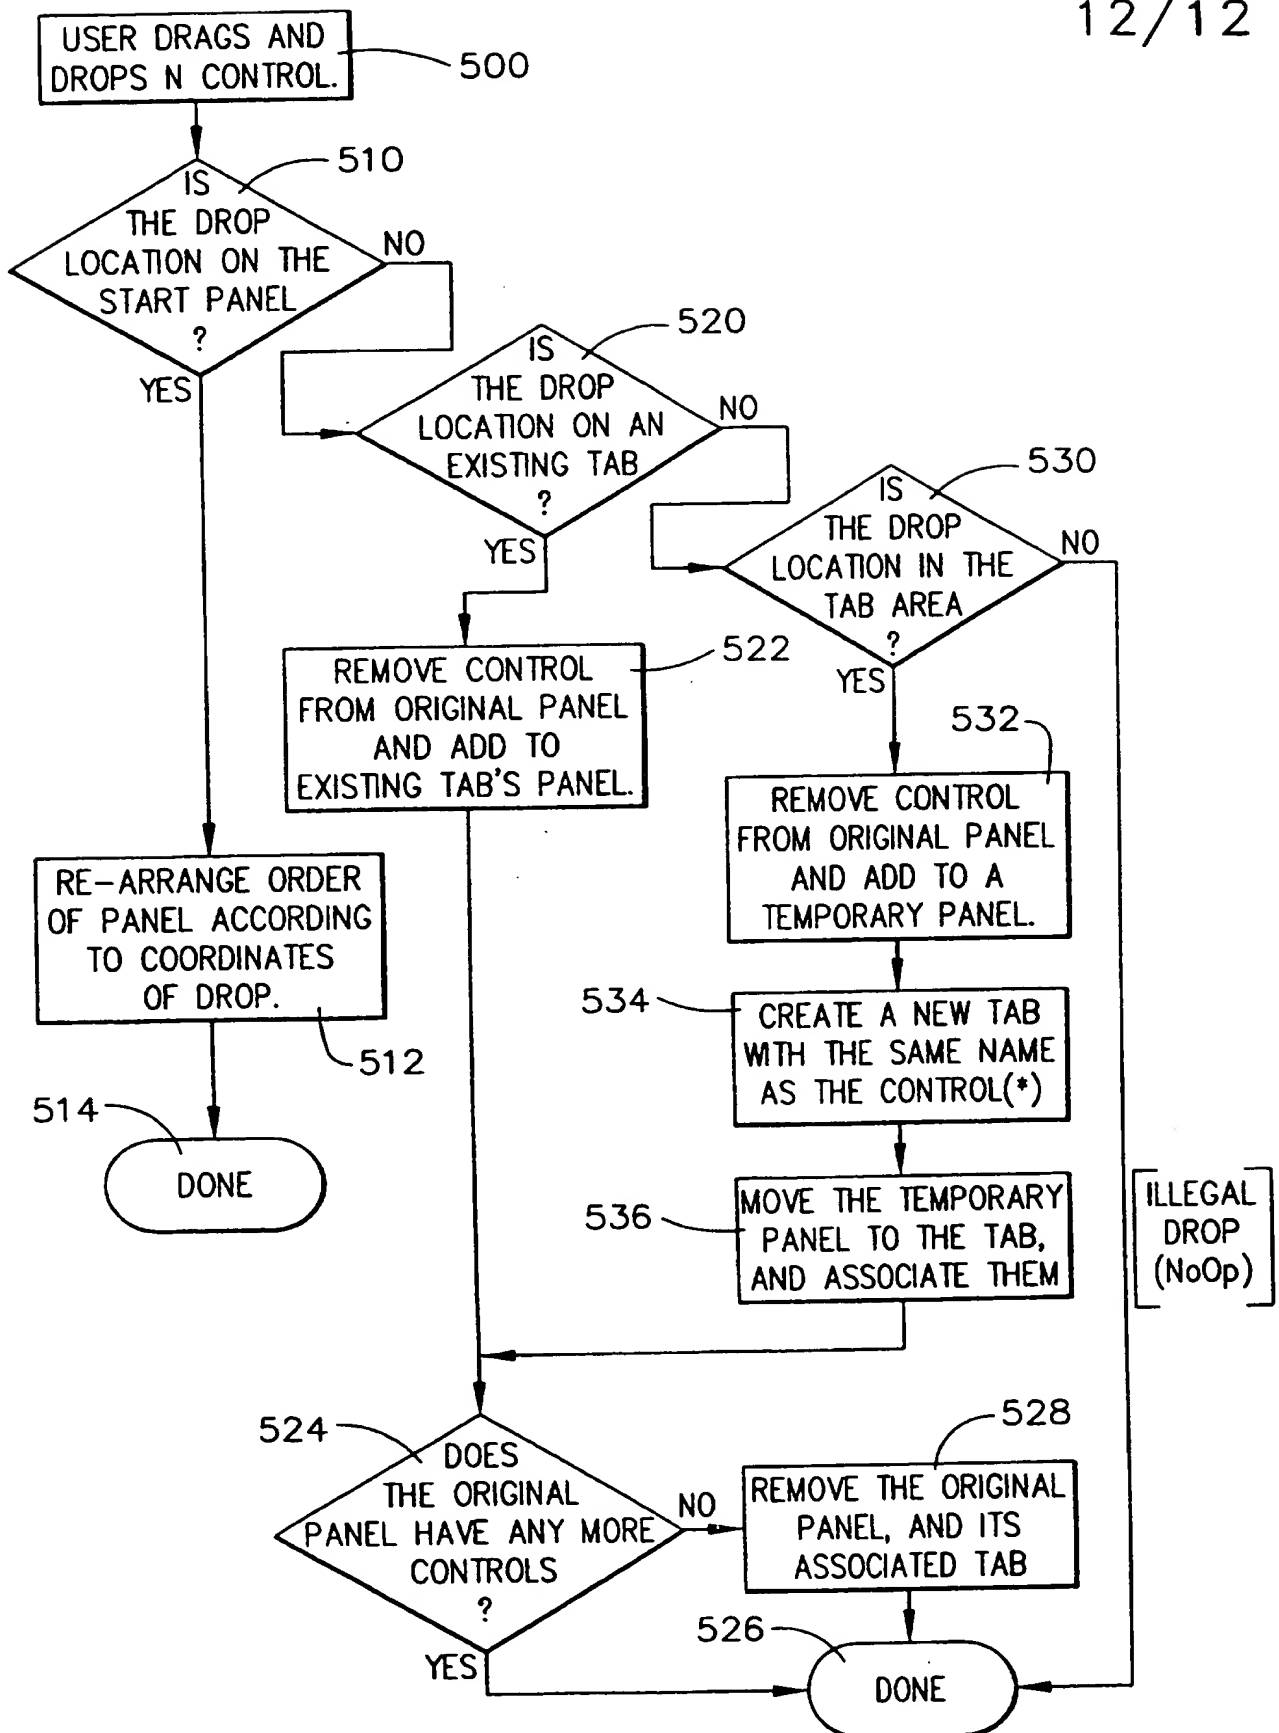 12/12
USER DRAGS AND
DROPS N CONTROL.
500
510
IS
THE DROP
LOCATION ON THE
START PANEL
?
NO
YES
520
IS
THE DROP
LOCATION ON AN
EXISTING TAB
?
NO
YES
530
IS
THE DROP
LOCATION IN THE
TAB AREA
?
NO
YES
522
REMOVE CONTROL
FROM ORIGINAL PANEL
AND ADD TO
EXISTING TAB'S PANEL.
532
REMOVE CONTROL
FROM ORIGINAL PANEL
AND ADD TO A
TEMPORARY PANEL.
RE-ARRANGE ORDER
OF PANEL ACCORDING
TO COORDINATES
OF DROP.
512
534
CREATE A NEW TAB
WITH THE SAME NAME
AS THE CONTROL(*)
514
DONE
536
MOVE THE TEMPORARY
PANEL TO THE TAB,
AND ASSOCIATE THEM
ILLEGAL
DROP
(NoOp)
524
DOES
THE ORIGINAL
PANEL HAVE ANY MORE
CONTROLS
?
NO
YES
528
REMOVE THE ORIGINAL
PANEL, AND ITS
ASSOCIATED TAB
526
DONE